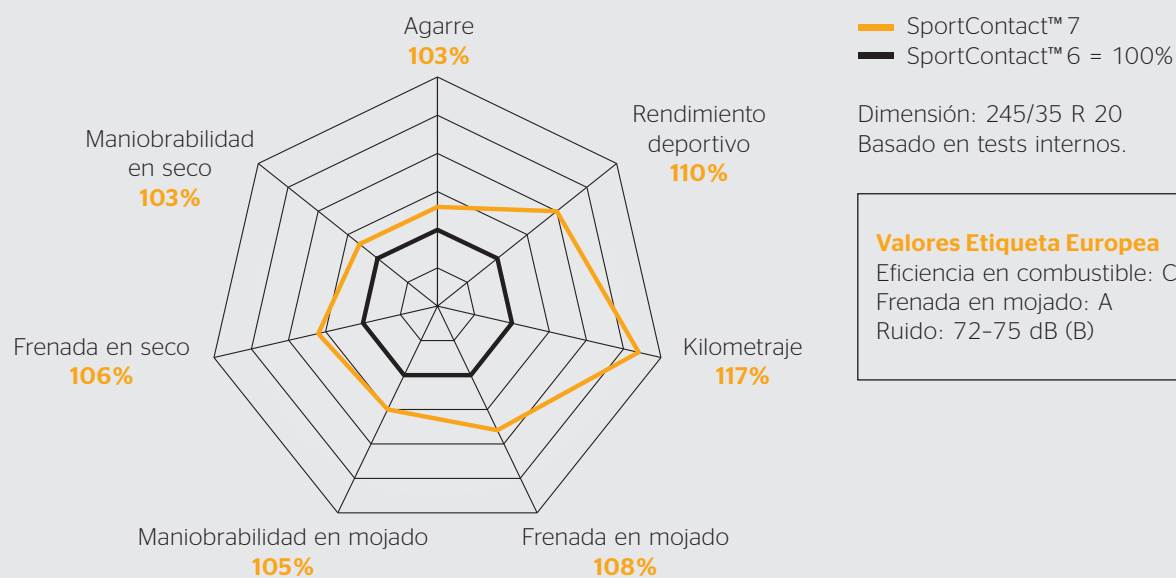 Agarre
103%
Rendimiento
deportivo
110%
Kilometraje
117%
Frenada en mojado
108%
Maniobrabilidad en mojado
105%
Frenada en seco
106%
Maniobrabilidad
en seco
103%
SportContact™ 7
SportContact™ 6 = 100%
Dimensión: 245/35 R 20
Basado en tests internos.
Valores Etiqueta Europea
Eficiencia en combustible: C
Frenada en mojado: A
Ruido: 72-75 dB (B)